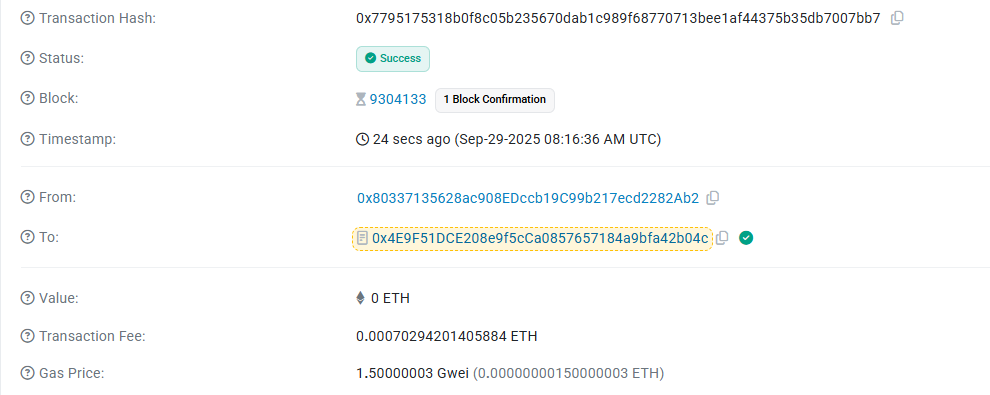 Transaction Hash: 0x7795175318b0f8c05b235670dab1c989f68770713bee1af44375b35db7007bb7
Status: Success
Block: 9304133 1 Block Confirmation
Timestamp: 24 secs ago (Sep-29-2025 08:16:36 AM UTC)
From: 0x80337135628ac908EDccb19C99b217ecd2282Ab2
To: 0x4E9F51DCE208e9f5cCa0857657184a9bfa42b04c
Value: 0 ETH
Transaction Fee: 0.00070294201405884 ETH
Gas Price: 1.50000003 Gwei (0.00000000150000003 ETH)